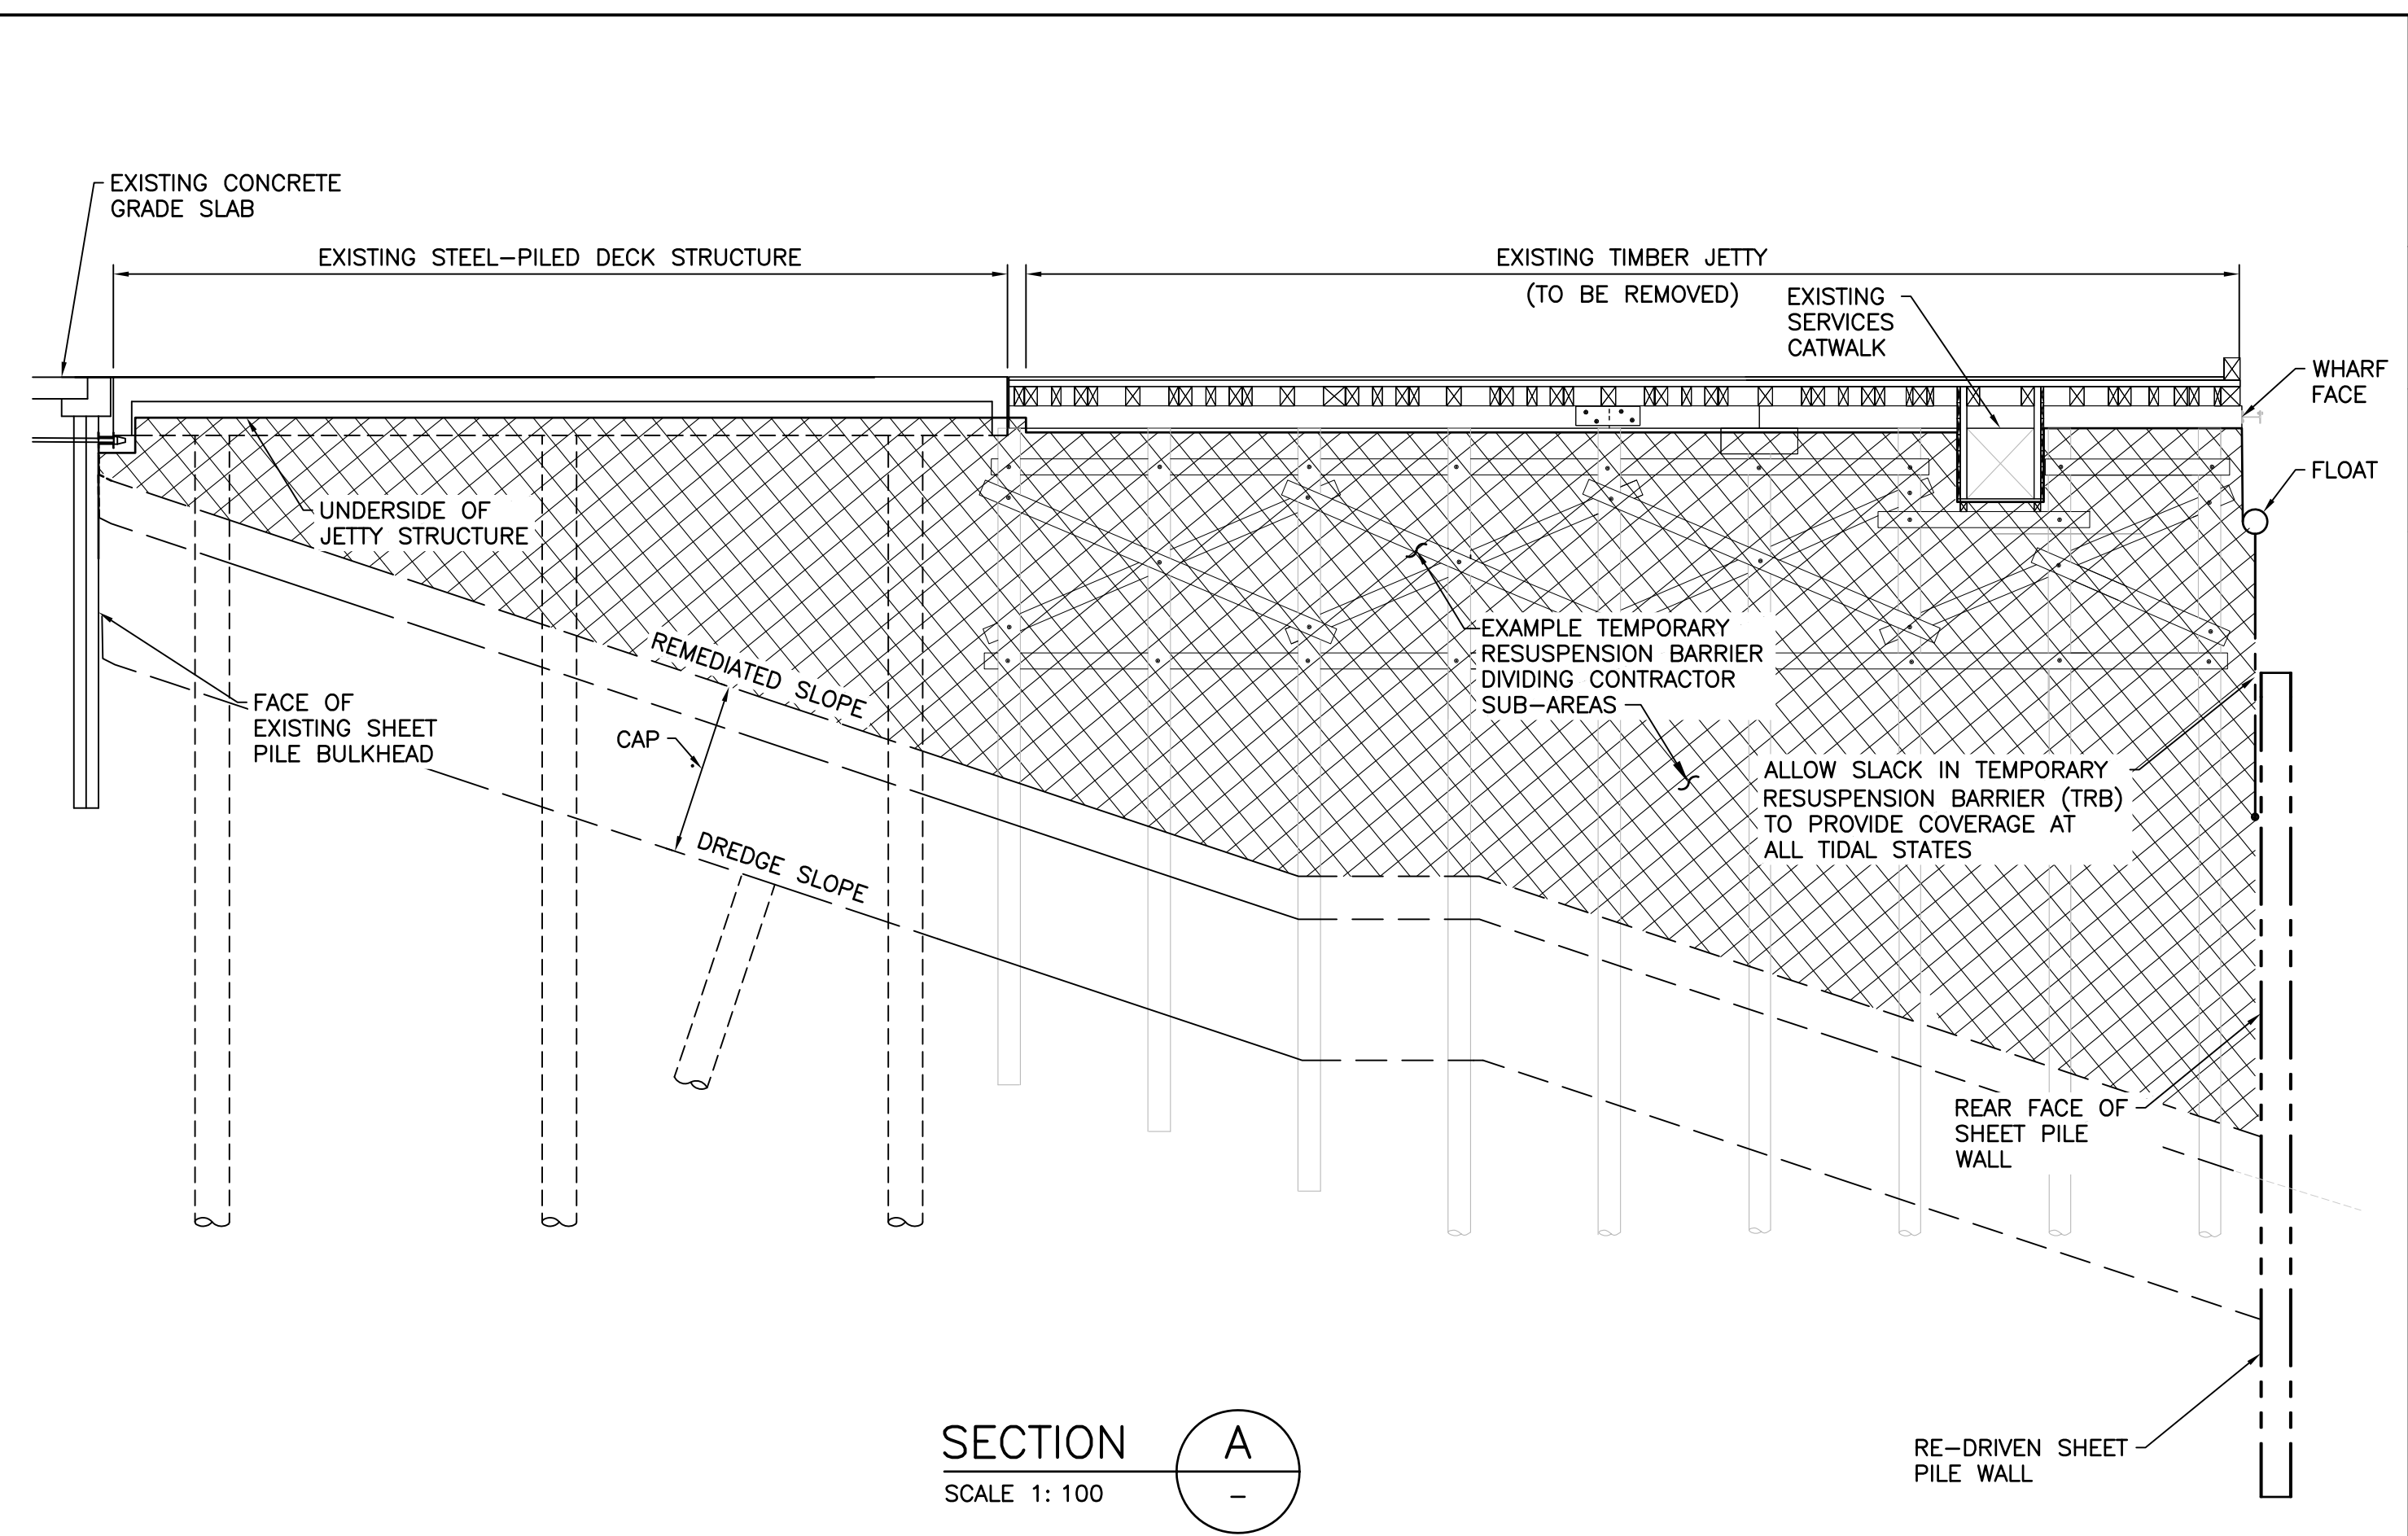 EXISTING CONCRETE
GRADE SLAB
EXISTING STEEL-PILED DECK STRUCTURE
EXISTING TIMBER JETTY
(TO BE REMOVED)
EXISTING
SERVICES
CATWALK
WHARF
FACE
FLOAT
UNDERSIDE OF
JETTY STRUCTURE
EXAMPLE TEMPORARY
RESUSPENSION BARRIER
DIVIDING CONTRACTOR
SUB-AREAS
REMEDIATED SLOPE
FACE OF
EXISTING SHEET
PILE BULKHEAD
CAP
DREDGE SLOPE
ALLOW SLACK IN TEMPORARY
RESUSPENSION BARRIER (TRB)
TO PROVIDE COVERAGE AT
ALL TIDAL STATES
REAR FACE OF
SHEET PILE
WALL
RE-DRIVEN SHEET
PILE WALL
SECTION
A
SCALE 1: 100
-